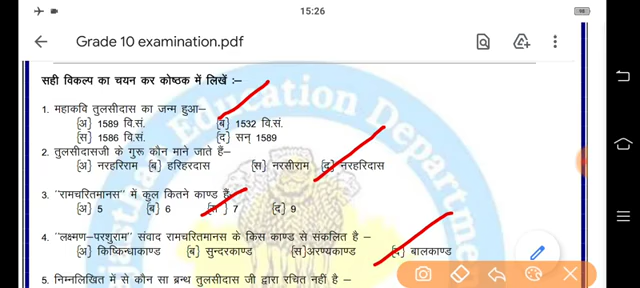 15:26
Grade 10 examination.pdf
सही विकल्प का चयन कर कोष्ठक में लिखें :–
1. महाकवि तुलसीदास का जन्म हुआ–
(अ) 1589 वि.सं. (ब) 1532 वि.सं.
(स) 1586 वि.सं. (द) सन् 1589
2. तुलसीदासजी के गुरू कौन माने जाते हैं–
(अ) नरहरिराम (ब) हरिहरदास (स) नरसीराम (द) नरहरिदास
3. "रामचरितमानस" में कुल कितने काण्ड हैं–
(अ) 5 (ब) 6 (स) 7 (द) 9
4. "लक्ष्मण–परशुराम" संवाद रामचरितमानस के किस काण्ड से संकलित है –
(अ) किष्किन्धाकाण्ड (ब) सुन्दरकाण्ड (स) अरण्यकाण्ड (द) बालकाण्ड
5. निम्नलिखित में से कौन सा ग्रन्थ तुलसीदास जी द्वारा रचित नहीं है –
Education Department